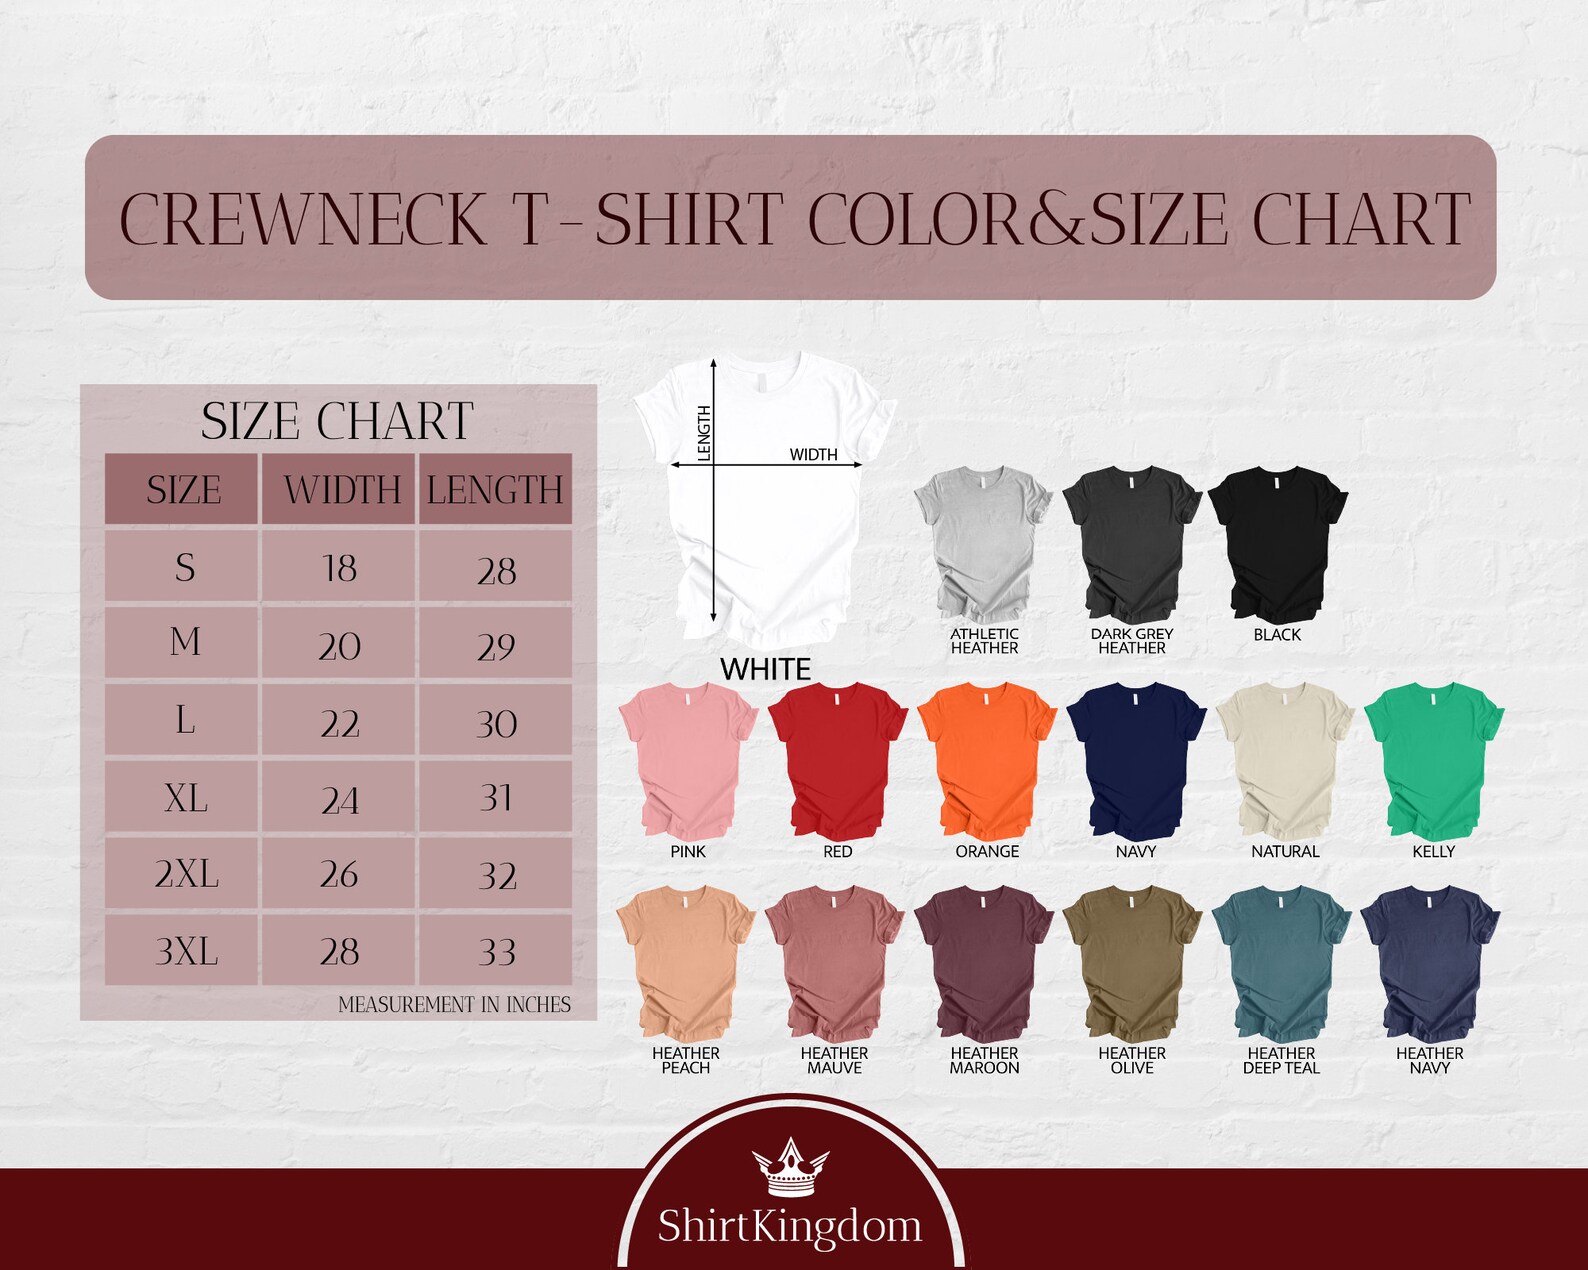 CREWNECK T-SHIRT COLOR&SIZE CHART
SIZE CHART
SIZE WIDTH LENGTH
S 18 28
M 20 29
L 22 30
XL 24 31
2XL 26 32
3XL 28 33
MEASUREMENT IN INCHES
LENGTH
WIDTH
WHITE
ATHLETIC
HEATHER
DARK GREY
HEATHER
BLACK
PINK
RED
ORANGE
NAVY
NATURAL
KELLY
HEATHER
PEACH
HEATHER
MAUVE
HEATHER
MAROON
HEATHER
OLIVE
HEATHER
DEEP TEAL
HEATHER
NAVY
ShirtKingdom